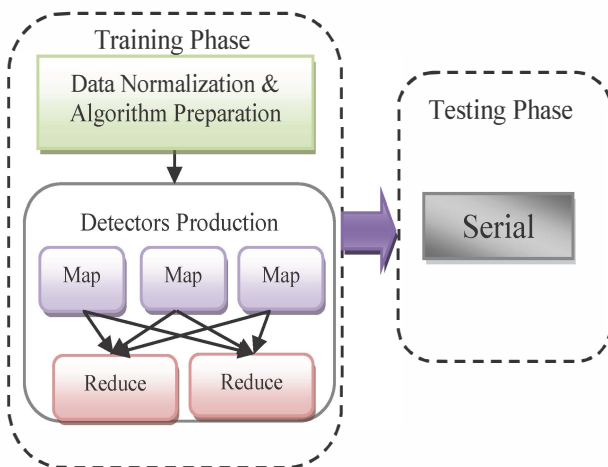 Training Phase
Data Normalization &
Algorithm Preparation
Detectors Production
Map Map Map
Reduce Reduce
Testing Phase
Serial